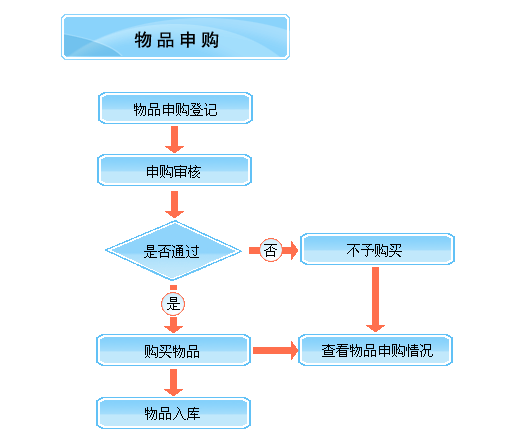 物品申购
物品申购登记
申购审核
是否通过
否
不予购买
是
购买物品
查看物品申购情况
物品入库